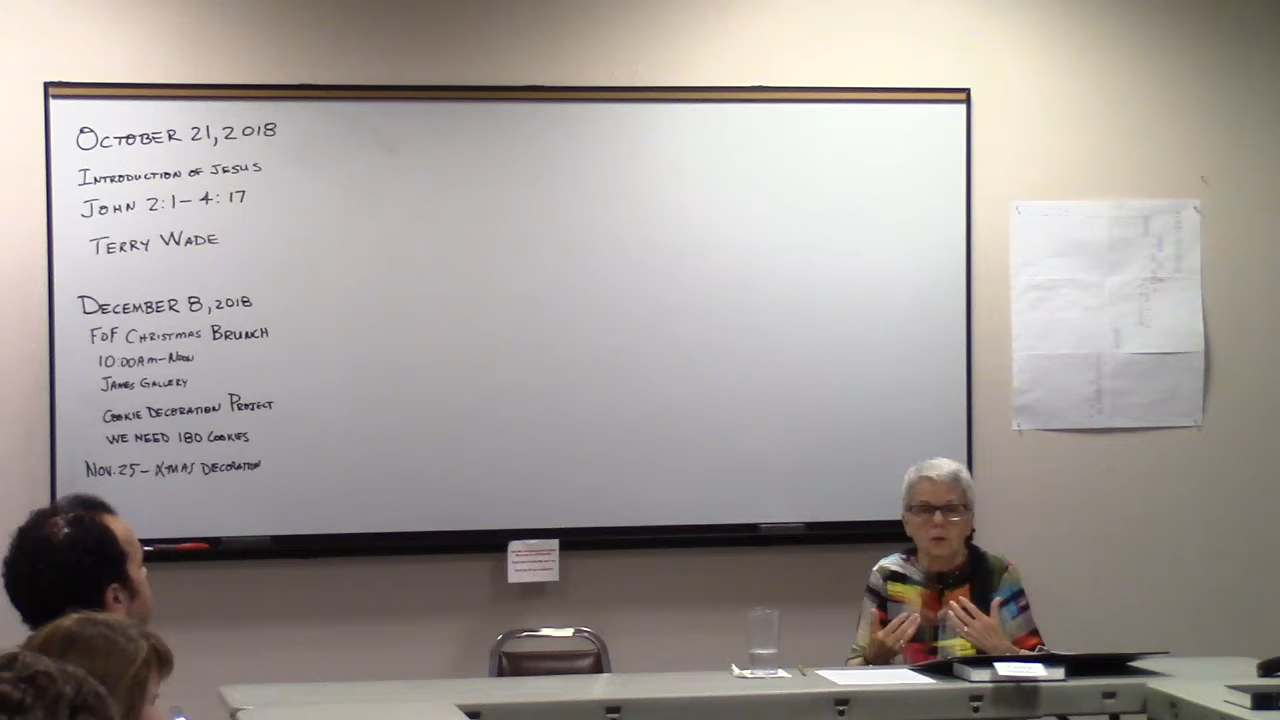 OCTOBER 21, 2018
INTRODUCTION OF JESUS
JOHN 2:1-4:17
TERRY WADE
DECEMBER 8, 2018
FOF CHRISTMAS BRUNCH
10:00AM-NOON
JAMES GALLERY
COOKIE DECORATION PROJECT
WE NEED 180 COOKIES
NOV. 25- XMAS DECORATION